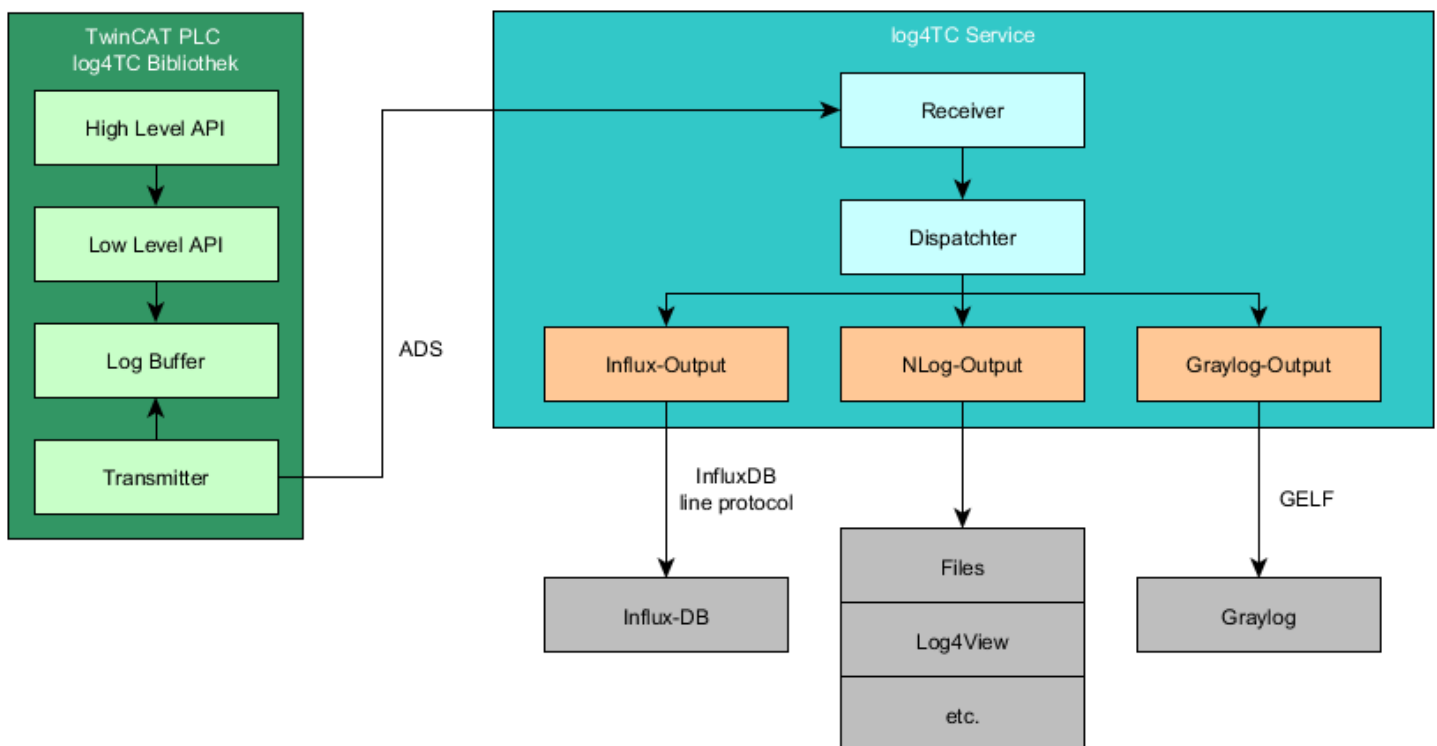 TwinCAT PLC
log4TC Bibliothek
High Level API
Low Level API
Log Buffer
Transmitter
ADS
log4TC Service
Receiver
Dispatchter
Influx-Output
NLog-Output
Graylog-Output
InfluxDB
line protocol
GELF
Influx-DB
Files
Log4View
etc.
Graylog